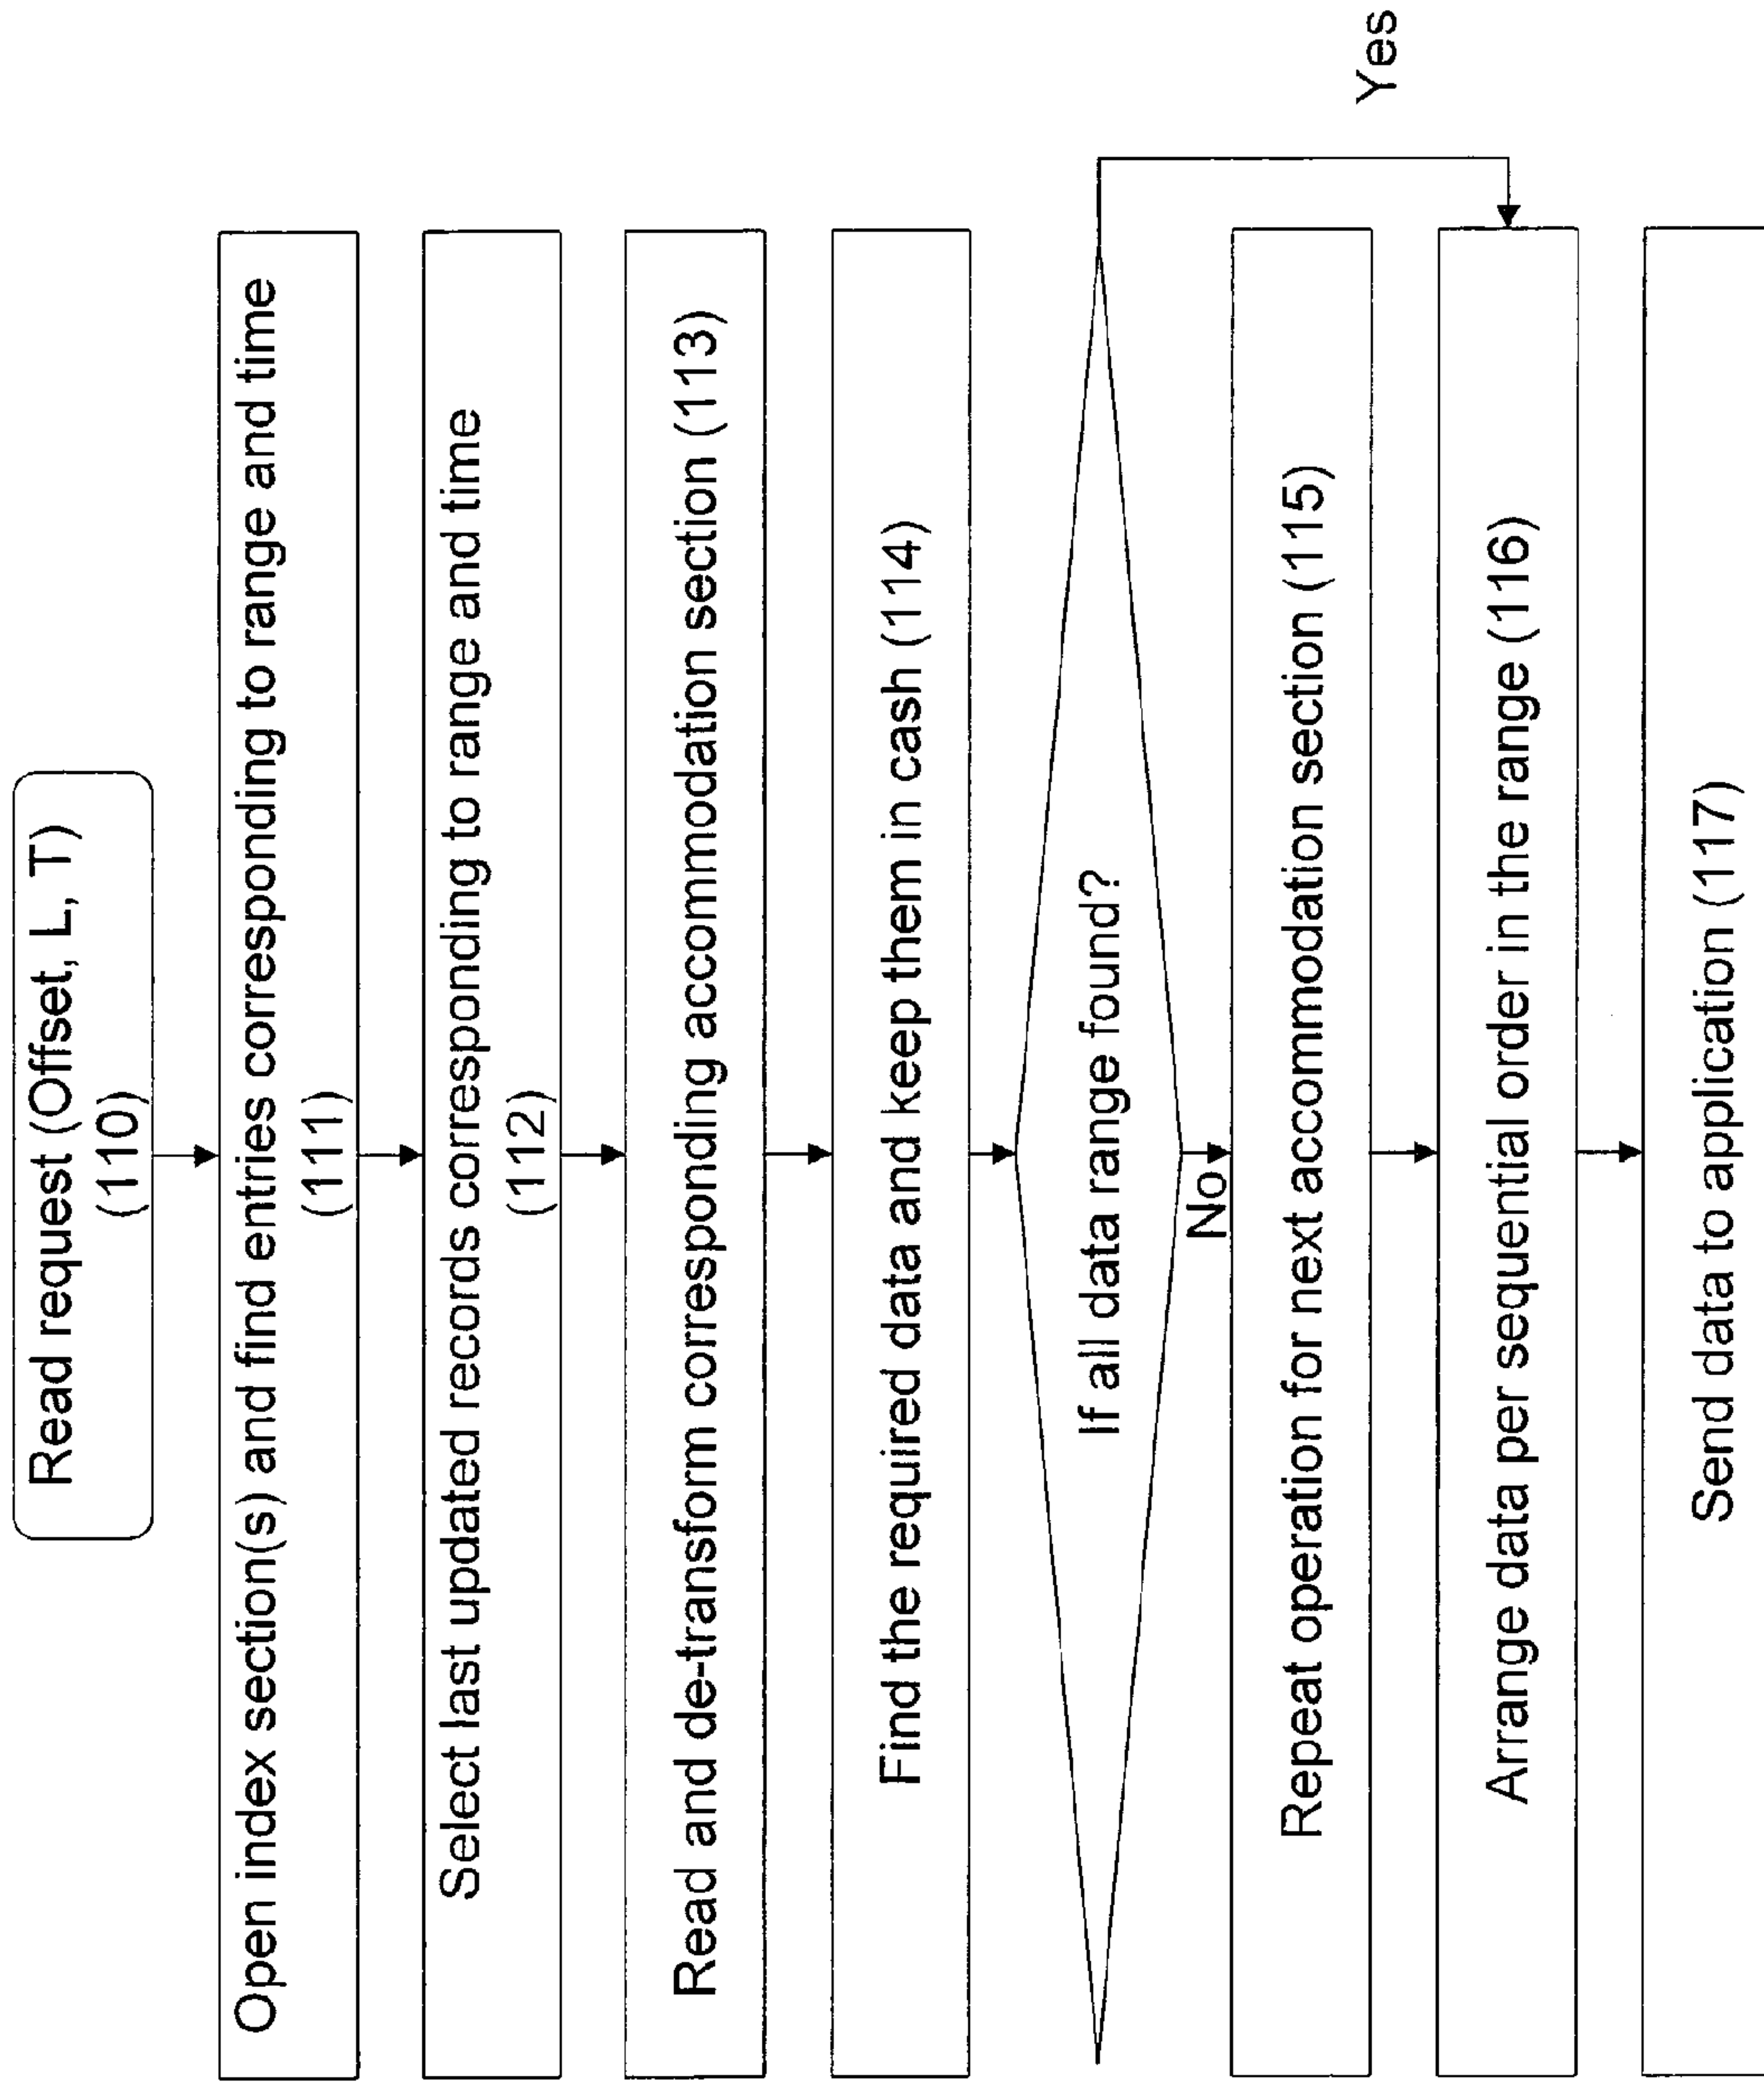 Read request (Offset, L, T)
(110)
Open index section(s) and find entries corresponding to range and time
(111)
Select last updated records corresponding to range and time
(112)
Read and de-transform corresponding accommodation section (113)
Find the required data and keep them in cash (114)
If all data range found?
Yes
No
Repeat operation for next accommodation section (115)
Arrange data per sequential order in the range (116)
Send data to application (117)